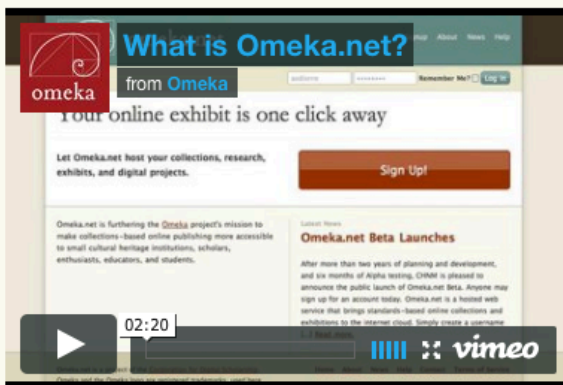 What is Omeka.net?
from Omeka
omeka
About News Help
Remember Me? Log In
Your online exhibit is one click away
Let Omeka.net host your collections, research,
exhibits, and digital projects.
Sign Up!
Omeka.net is furthering the Omeka project's mission to
make collections-based online publishing more accessible
to small cultural heritage institutions, scholars,
enthusiasts, educators, and students.
Latest News
Omeka.net Beta Launches
After more than two years of planning and development,
and six months of Alpha testing, CHNM is pleased to
announce the public launch of Omeka.net Beta. Anyone may
sign up for an account today. Omeka.net is a hosted web
service that brings standards-based online collections and
exhibitions to the internet cloud. Simply create a username
02:20
vimeo